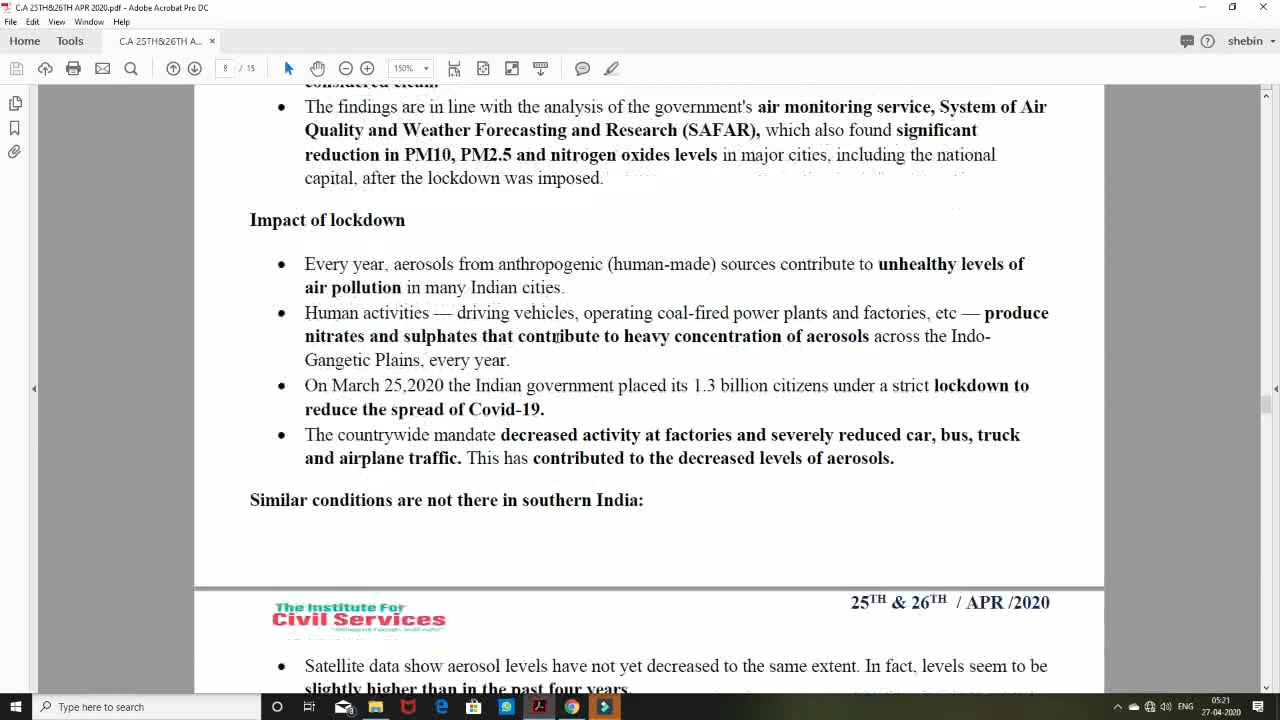 C.A 25TH&26TH APR 2020.pdf - Adobe Acrobat Pro DC
File Edit View Window Help
Home Tools C.A 25TH&26TH A... shebin
8 / 15 150%
considered clean.
• The findings are in line with the analysis of the government's air monitoring service, System of Air
Quality and Weather Forecasting and Research (SAFAR), which also found significant
reduction in PM10, PM2.5 and nitrogen oxides levels in major cities, including the national
capital, after the lockdown was imposed.
Impact of lockdown
• Every year, aerosols from anthropogenic (human-made) sources contribute to unhealthy levels of
air pollution in many Indian cities.
• Human activities — driving vehicles, operating coal-fired power plants and factories, etc — produce
nitrates and sulphates that contribute to heavy concentration of aerosols across the Indo-
Gangetic Plains, every year.
• On March 25,2020 the Indian government placed its 1.3 billion citizens under a strict lockdown to
reduce the spread of Covid-19.
• The countrywide mandate decreased activity at factories and severely reduced car, bus, truck
and airplane traffic. This has contributed to the decreased levels of aerosols.
Similar conditions are not there in southern India:
25TH & 26TH / APR /2020
The Institute For
Civil Services
• Satellite data show aerosol levels have not yet decreased to the same extent. In fact, levels seem to be
slightly higher than in the past four years.
Type here to search
ENG
05:21
27-04-2020